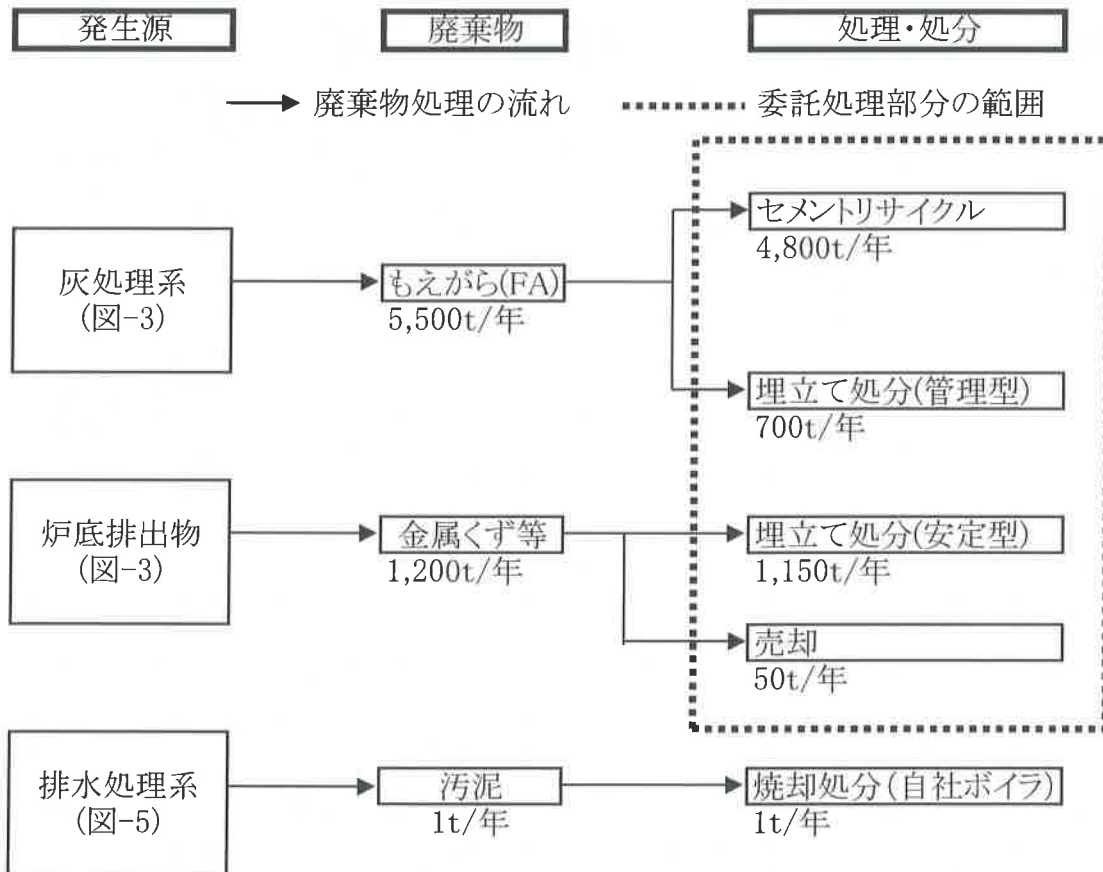 発生源
廃棄物
処理・処分
廃棄物処理の流れ
委託処理部分の範囲
灰処理系
(図-3)
もえがら(FA)
5,500t/年
セメントリサイクル
4,800t/年
埋立て処分(管理型)
700t/年
炉底排出物
(図-3)
金属くず等
1,200t/年
埋立て処分(安定型)
1,150t/年
売却
50t/年
排水処理系
(図-5)
汚泥
1t/年
焼却処分(自社ボイラ)
1t/年